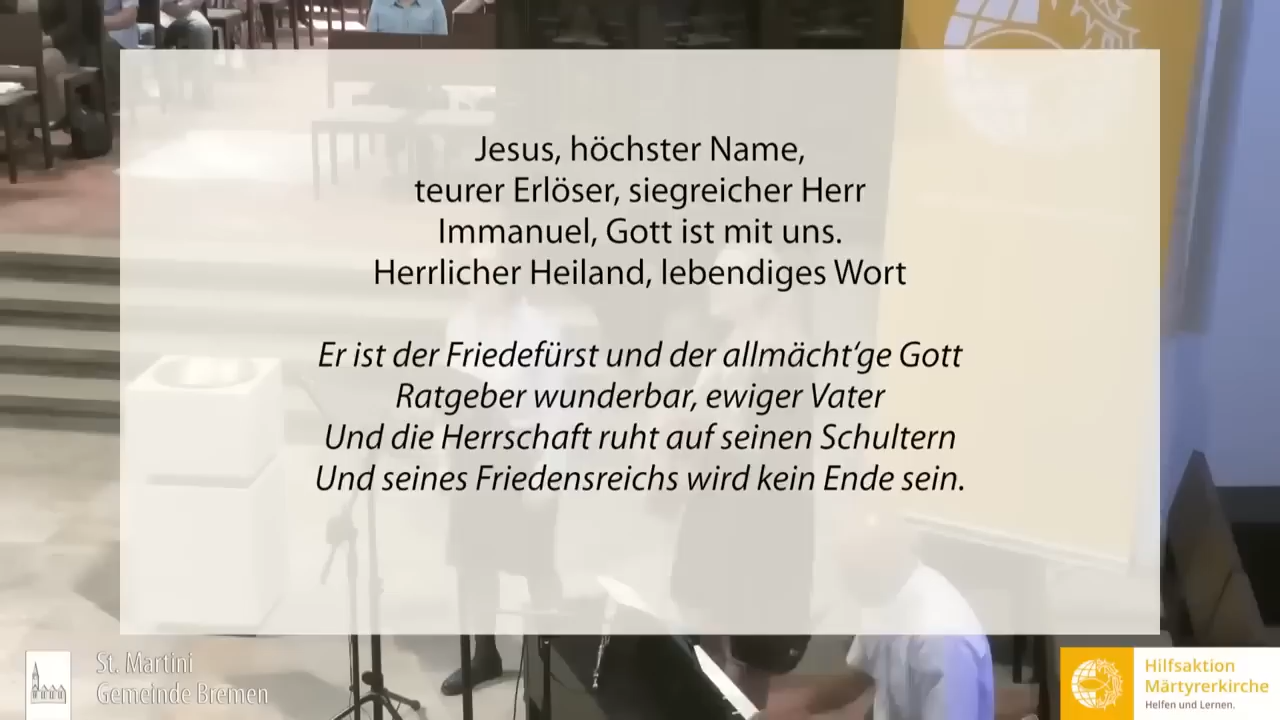 Jesus, höchster Name,
teurer Erlöser, siegreicher Herr
Immanuel, Gott ist mit uns.
Herrlicher Heiland, lebendiges Wort
Er ist der Friedefürst und der allmächt‘ge Gott
Ratgeber wunderbar, ewiger Vater
Und die Herrschaft ruht auf seinen Schultern
Und seines Friedensreichs wird kein Ende sein.
St. Martini
Gemeinde Bremen
Hilfsaktion
Märtyrerkirche
Helfen und Lernen.